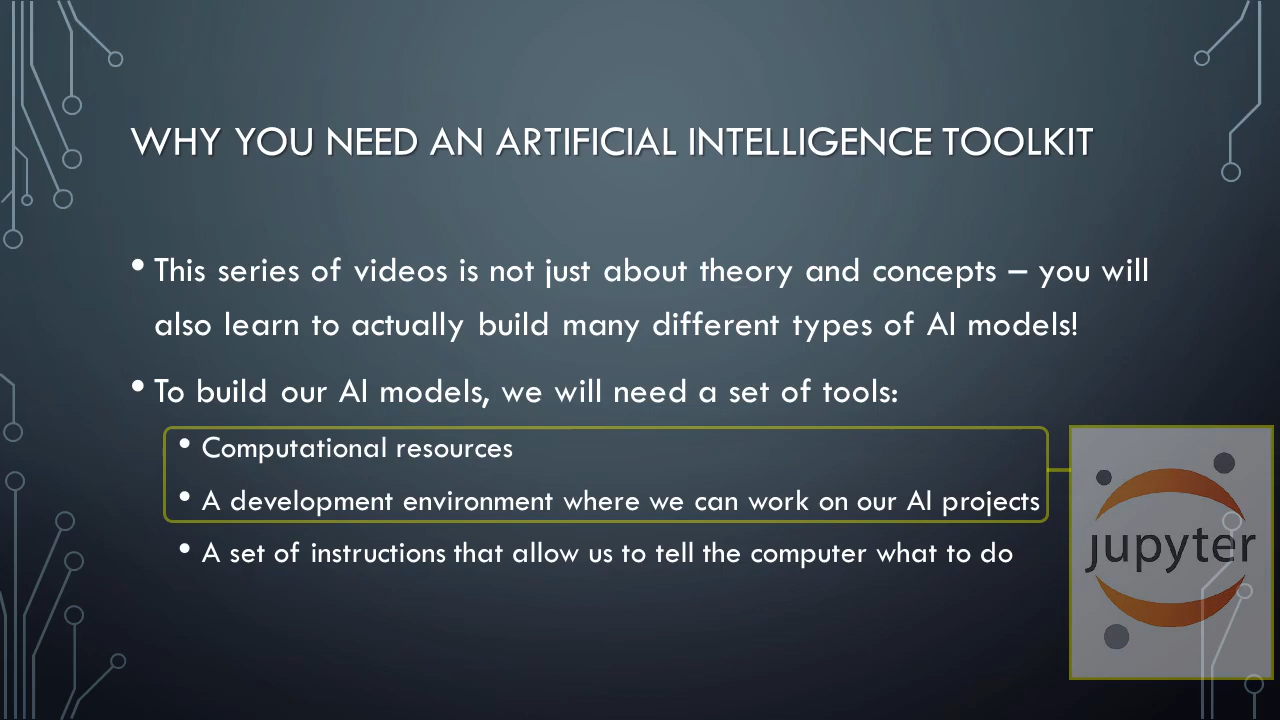 WHY YOU NEED AN ARTIFICIAL INTELLIGENCE TOOLKIT
• This series of videos is not just about theory and concepts – you will
also learn to actually build many different types of AI models!
• To build our AI models, we will need a set of tools:
• Computational resources
• A development environment where we can work on our AI projects
• A set of instructions that allow us to tell the computer what to do
jupyter